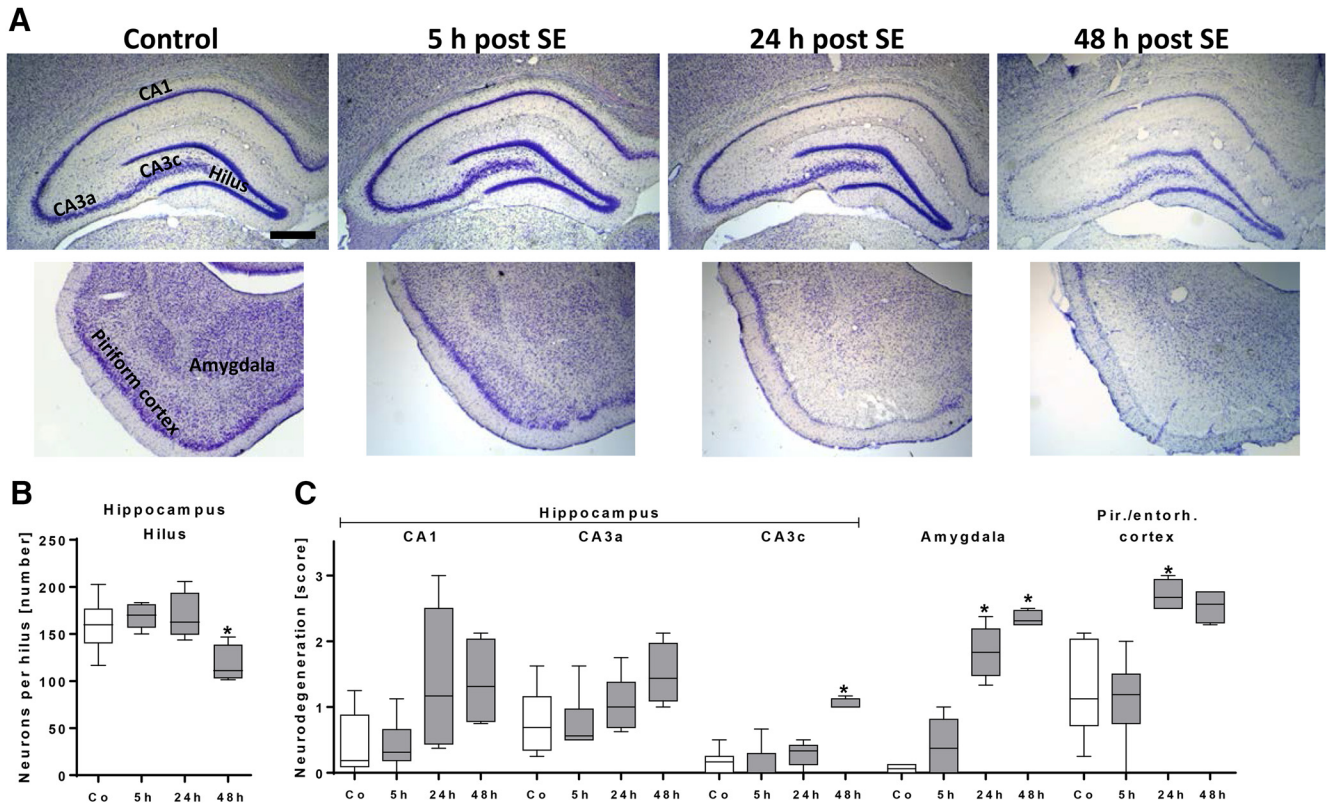 A
Control
5 h post SE
24 h post SE
48 h post SE
CA1
CA3c
Hilus
CA3a
Piriform cortex
Amygdala
B
Hippocampus
Hilus
Neurons per hilus [number]
250
200
150
100
50
0
*
Co 5h 24h 48h
C
Hippocampus
CA1
CA3a
CA3c
Amygdala
Pir./entorh.
cortex
Neurodegeneration [score]
3
2
1
0
*
*
*
*
Co 5h 24h 48h Co 5h 24h 48h Co 5h 24h 48h Co 5h 24h 48h Co 5h 24h 48h